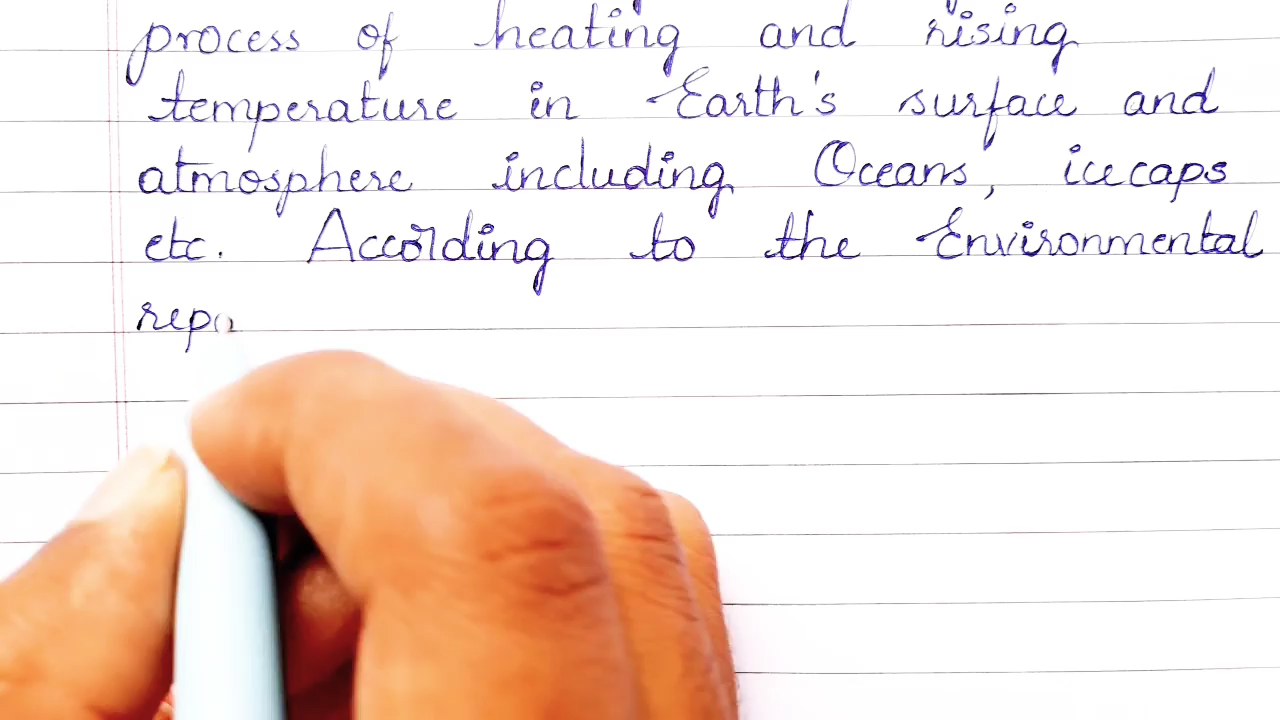 process of heating and rising
temperature in Earth's surface and
atmosphere including Oceans, icecaps
etc. According to the Environmental
repo